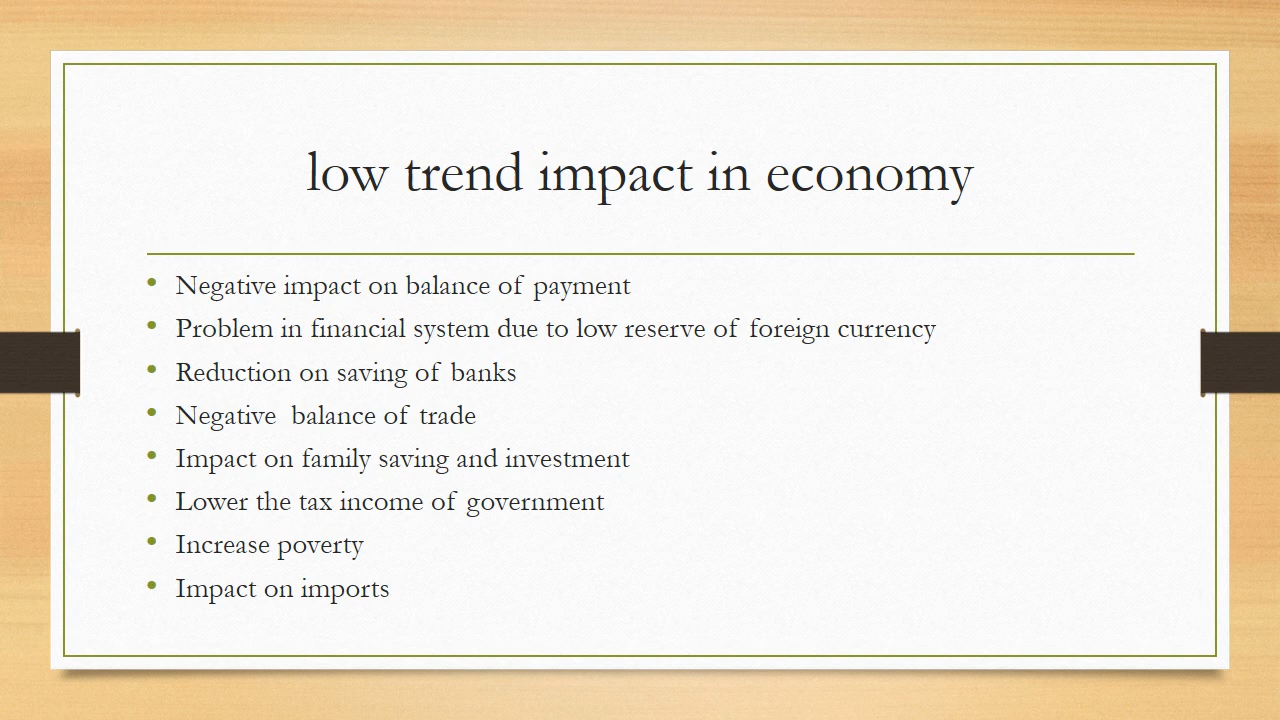 low trend impact in economy
Negative impact on balance of payment
Problem in financial system due to low reserve of foreign currency
Reduction on saving of banks
Negative  balance of trade
Impact on family saving and investment
Lower the tax income of government
Increase poverty
Impact on imports